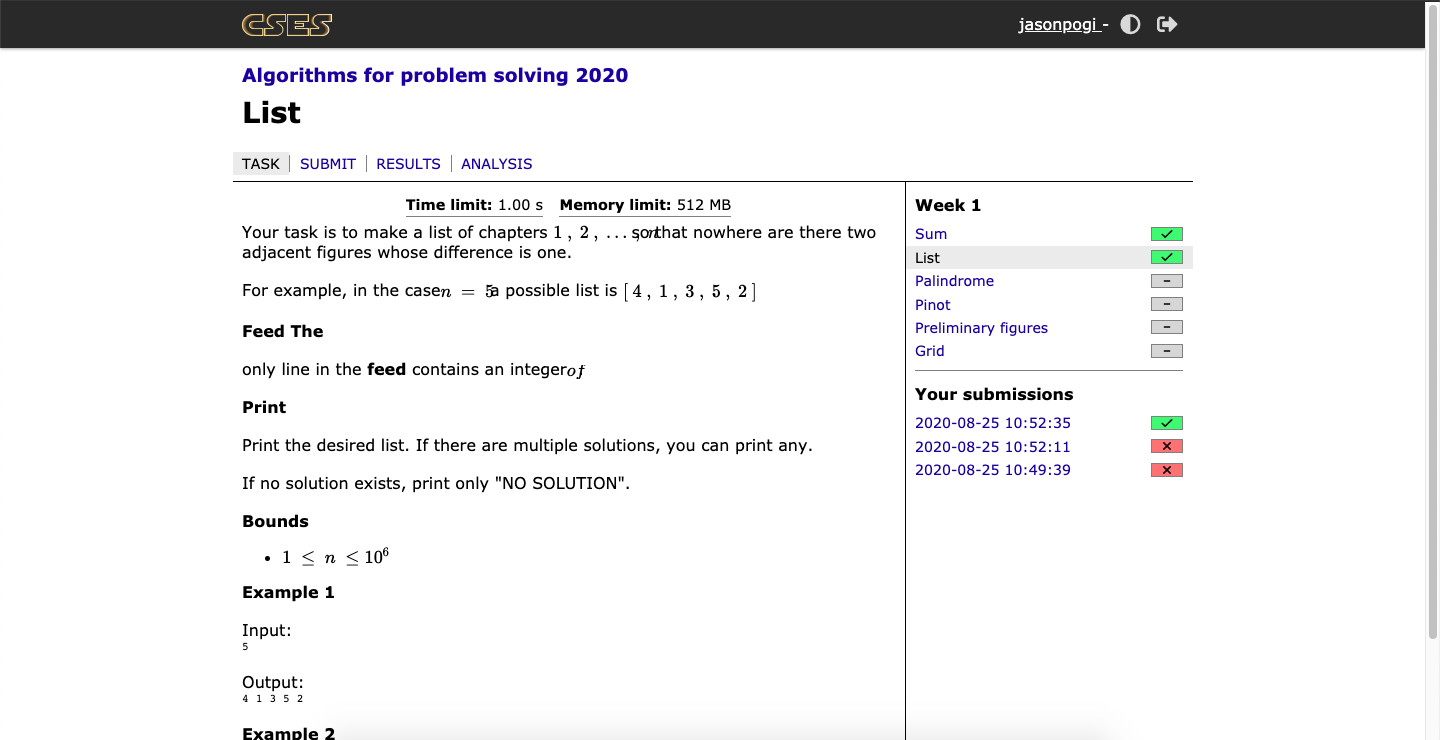 CSES
jasonpogi -
Algorithms for problem solving 2020
List
TASK
SUBMIT
RESULTS
ANALYSIS
Time limit: 1.00 s Memory limit: 512 MB
Your task is to make a list of chapters 1 , 2 , … , n so that nowhere are there two
adjacent figures whose difference is one.
For example, in the case n = 5 a possible list is [ 4 , 1 , 3 , 5 , 2 ]
Feed The
only line in the feed contains an integer of
Print
Print the desired list. If there are multiple solutions, you can print any.
If no solution exists, print only "NO SOLUTION".
Bounds
• 1 ≤ n ≤ 10⁶
Example 1
Input:
5
Output:
4 1 3 5 2
Example 2
Week 1
Sum
List
Palindrome
Pinot
Preliminary figures
Grid
Your submissions
2020-08-25 10:52:35
2020-08-25 10:52:11
2020-08-25 10:49:39